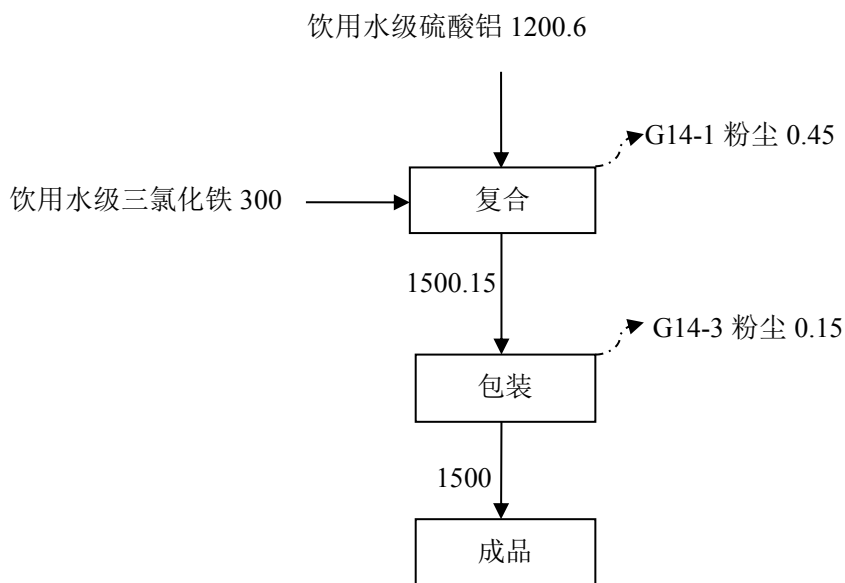 饮用水级硫酸铝 1200.6
G14-1 粉尘 0.45
饮用水级三氯化铁 300
复合
1500.15
G14-3 粉尘 0.15
包装
1500
成品